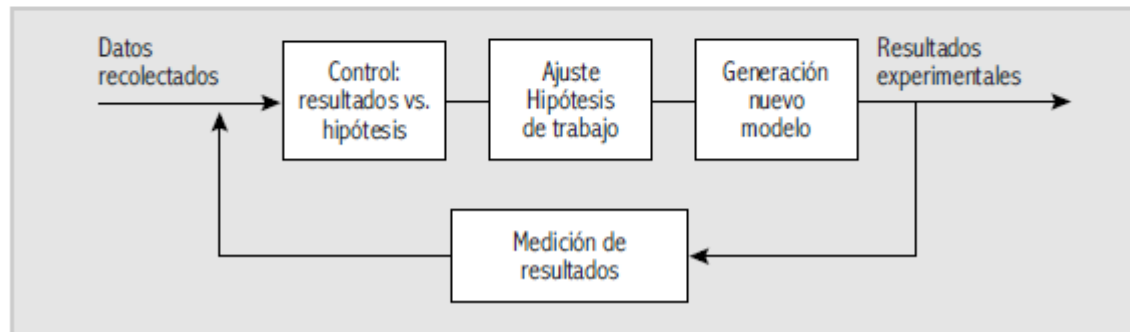 Datos
recolectados
Control:
resultados vs.
hipótesis
Ajuste
Hipótesis
de trabajo
Generación
nuevo
modelo
Resultados
experimentales
Medición de
resultados